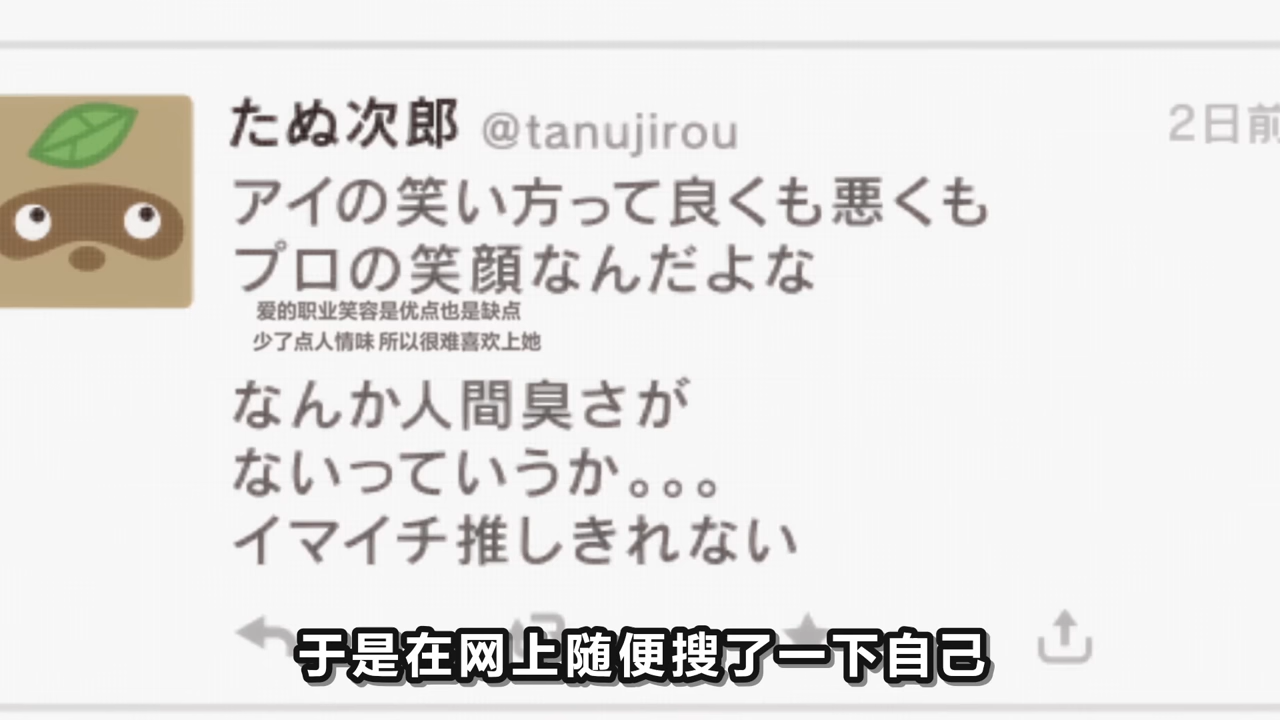 たぬ次郎 @tanujirou 2日前
アイの笑い方って良くも悪くも
プロの笑顔なんだよな
爱的职业笑容是优点也是缺点
少了点人情味 所以很难喜欢上她
なんか人間臭さが
ないっていうか。。。
イマイチ推しきれない
于是在网上随便搜了一下自己